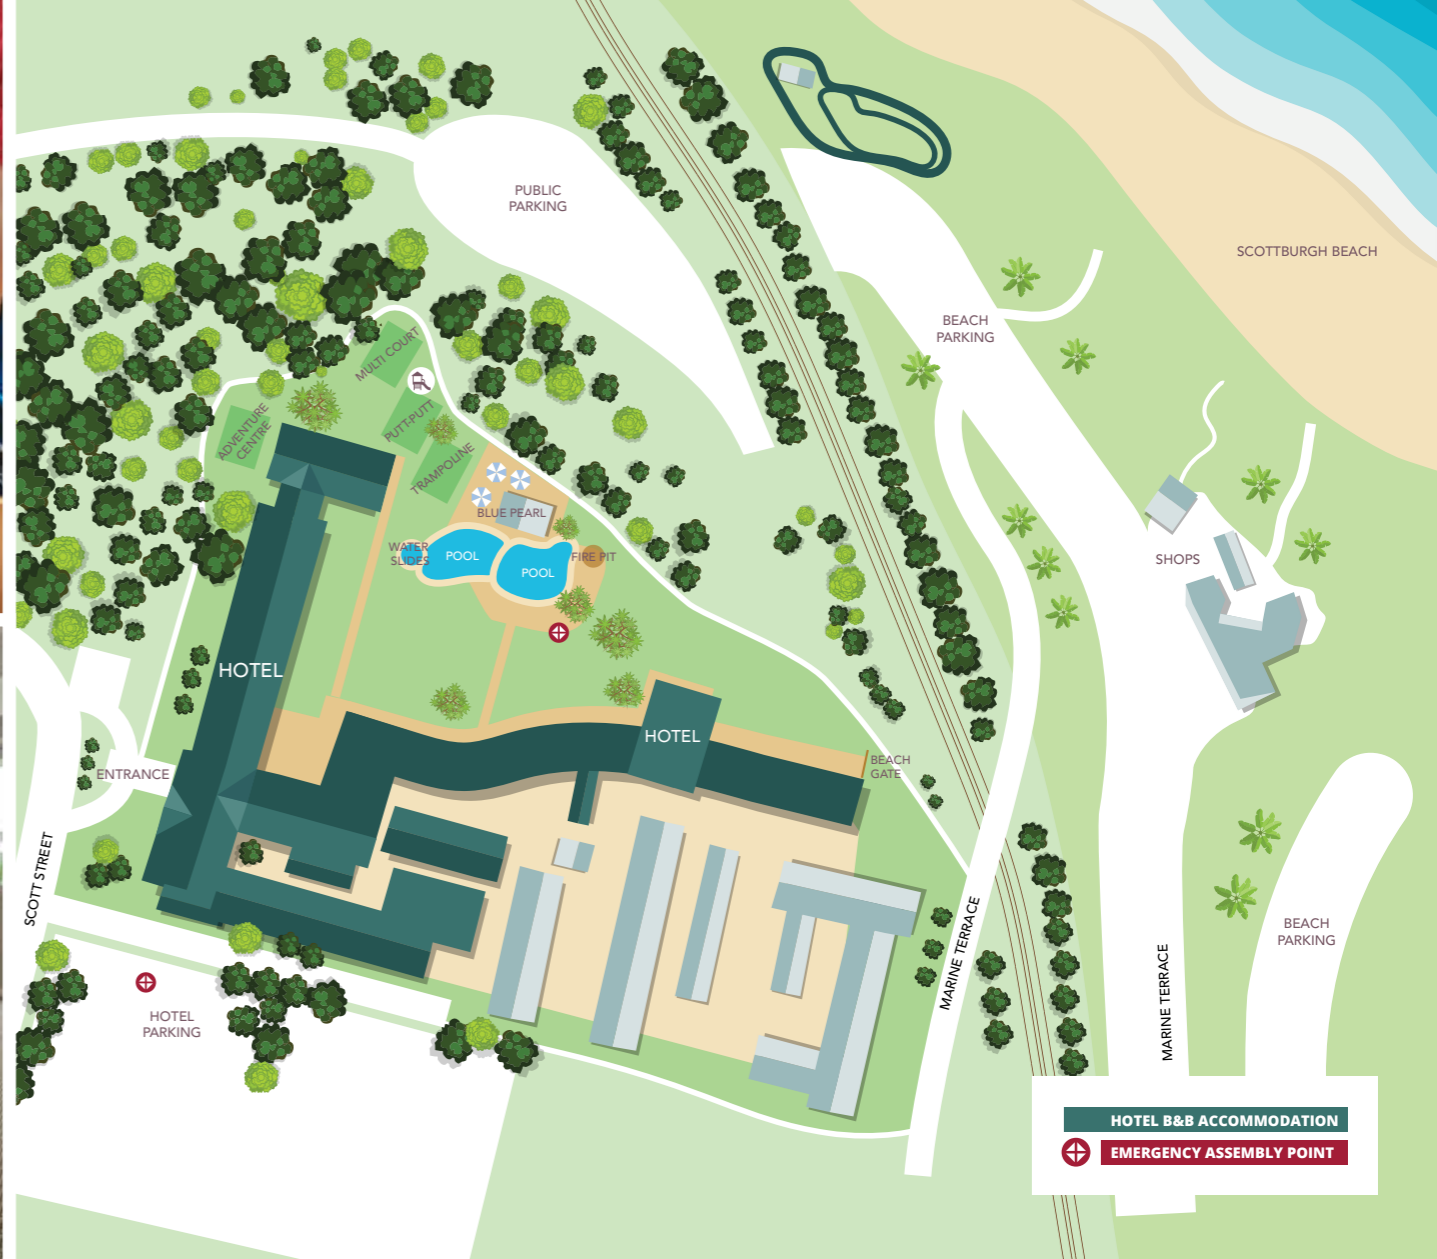 PUBLIC
PARKING
SCOTTBURGH BEACH
BEACH
PARKING
MULTI COURT
PUTT-PUTT
ADVENTURE
CENTRE
TRAMPOLINE
BLUE PEARL
WATER
SLIDES
POOL
POOL
FIRE PIT
SHOPS
HOTEL
HOTEL
BEACH
GATE
ENTRANCE
SCOTT STREET
MARINE TERRACE
MARINE TERRACE
BEACH
PARKING
HOTEL
PARKING
HOTEL B&B ACCOMMODATION
EMERGENCY ASSEMBLY POINT